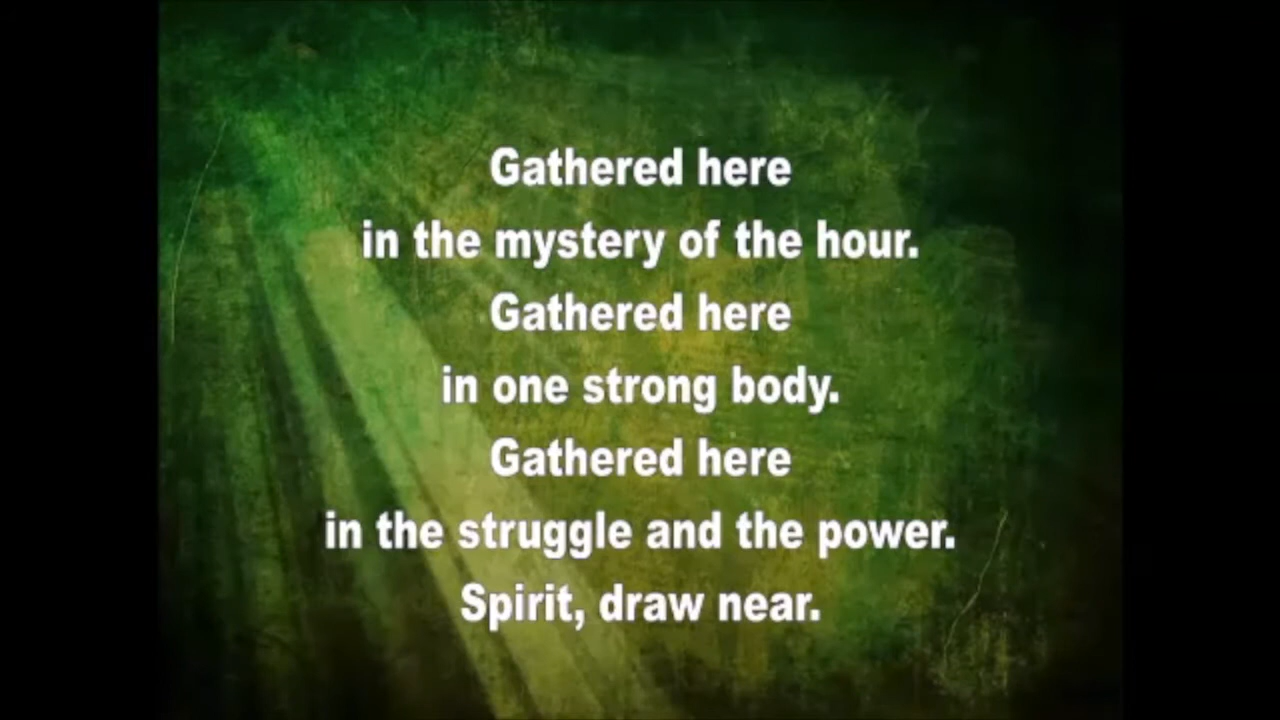 Gathered here
in the mystery of the hour.
Gathered here
in one strong body.
Gathered here
in the struggle and the power.
Spirit, draw near.